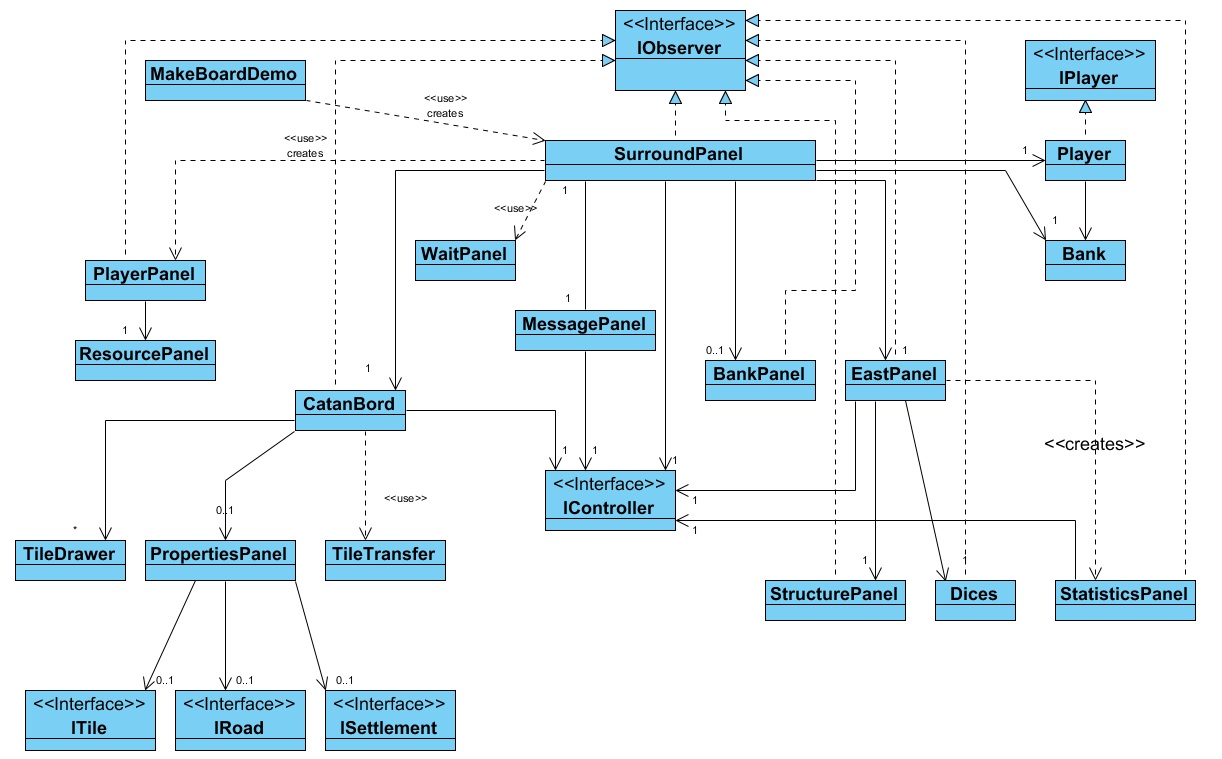 <<Interface>>
IObserver
<<Interface>>
IPlayer
MakeBoardDemo
<<use>>
creates
<<use>>
creates
SurroundPanel
1
Player
1
<<use>>
1
Bank
WaitPanel
PlayerPanel
1
MessagePanel
1
ResourcePanel
0..1
BankPanel
1
EastPanel
1
CatanBord
<<creates>>
1
1
1
<<Interface>>
IController
1
1
<<use>>
0..1
*
TileDrawer
PropertiesPanel
TileTransfer
1
StructurePanel
1
Dices
StatisticsPanel
0..1
0..1
0..1
<<Interface>>
ITile
<<Interface>>
IRoad
<<Interface>>
ISettlement